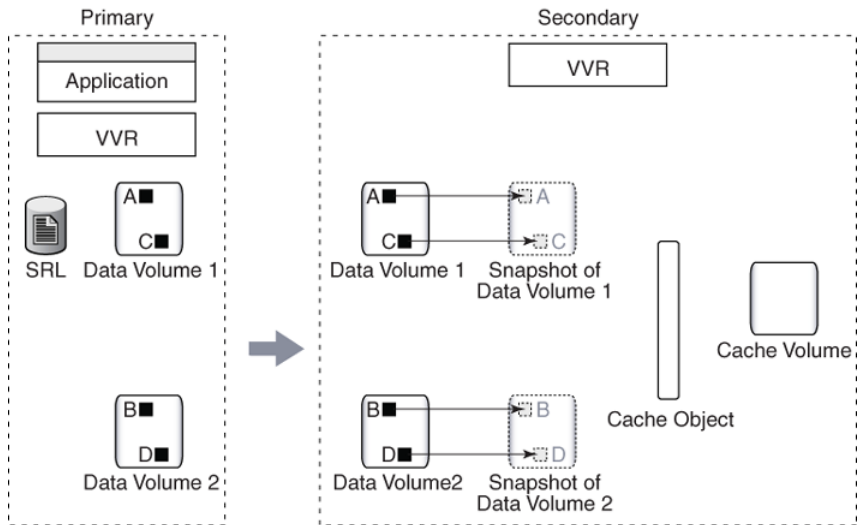 Primary
Secondary
Application
VVR
VVR
A
C
SRL
Data Volume 1
A
C
Data Volume 1
A
C
Snapshot of
Data Volume 1
Cache Object
Cache Volume
B
D
Data Volume 2
B
D
Data Volume2
B
D
Snapshot of
Data Volume 2